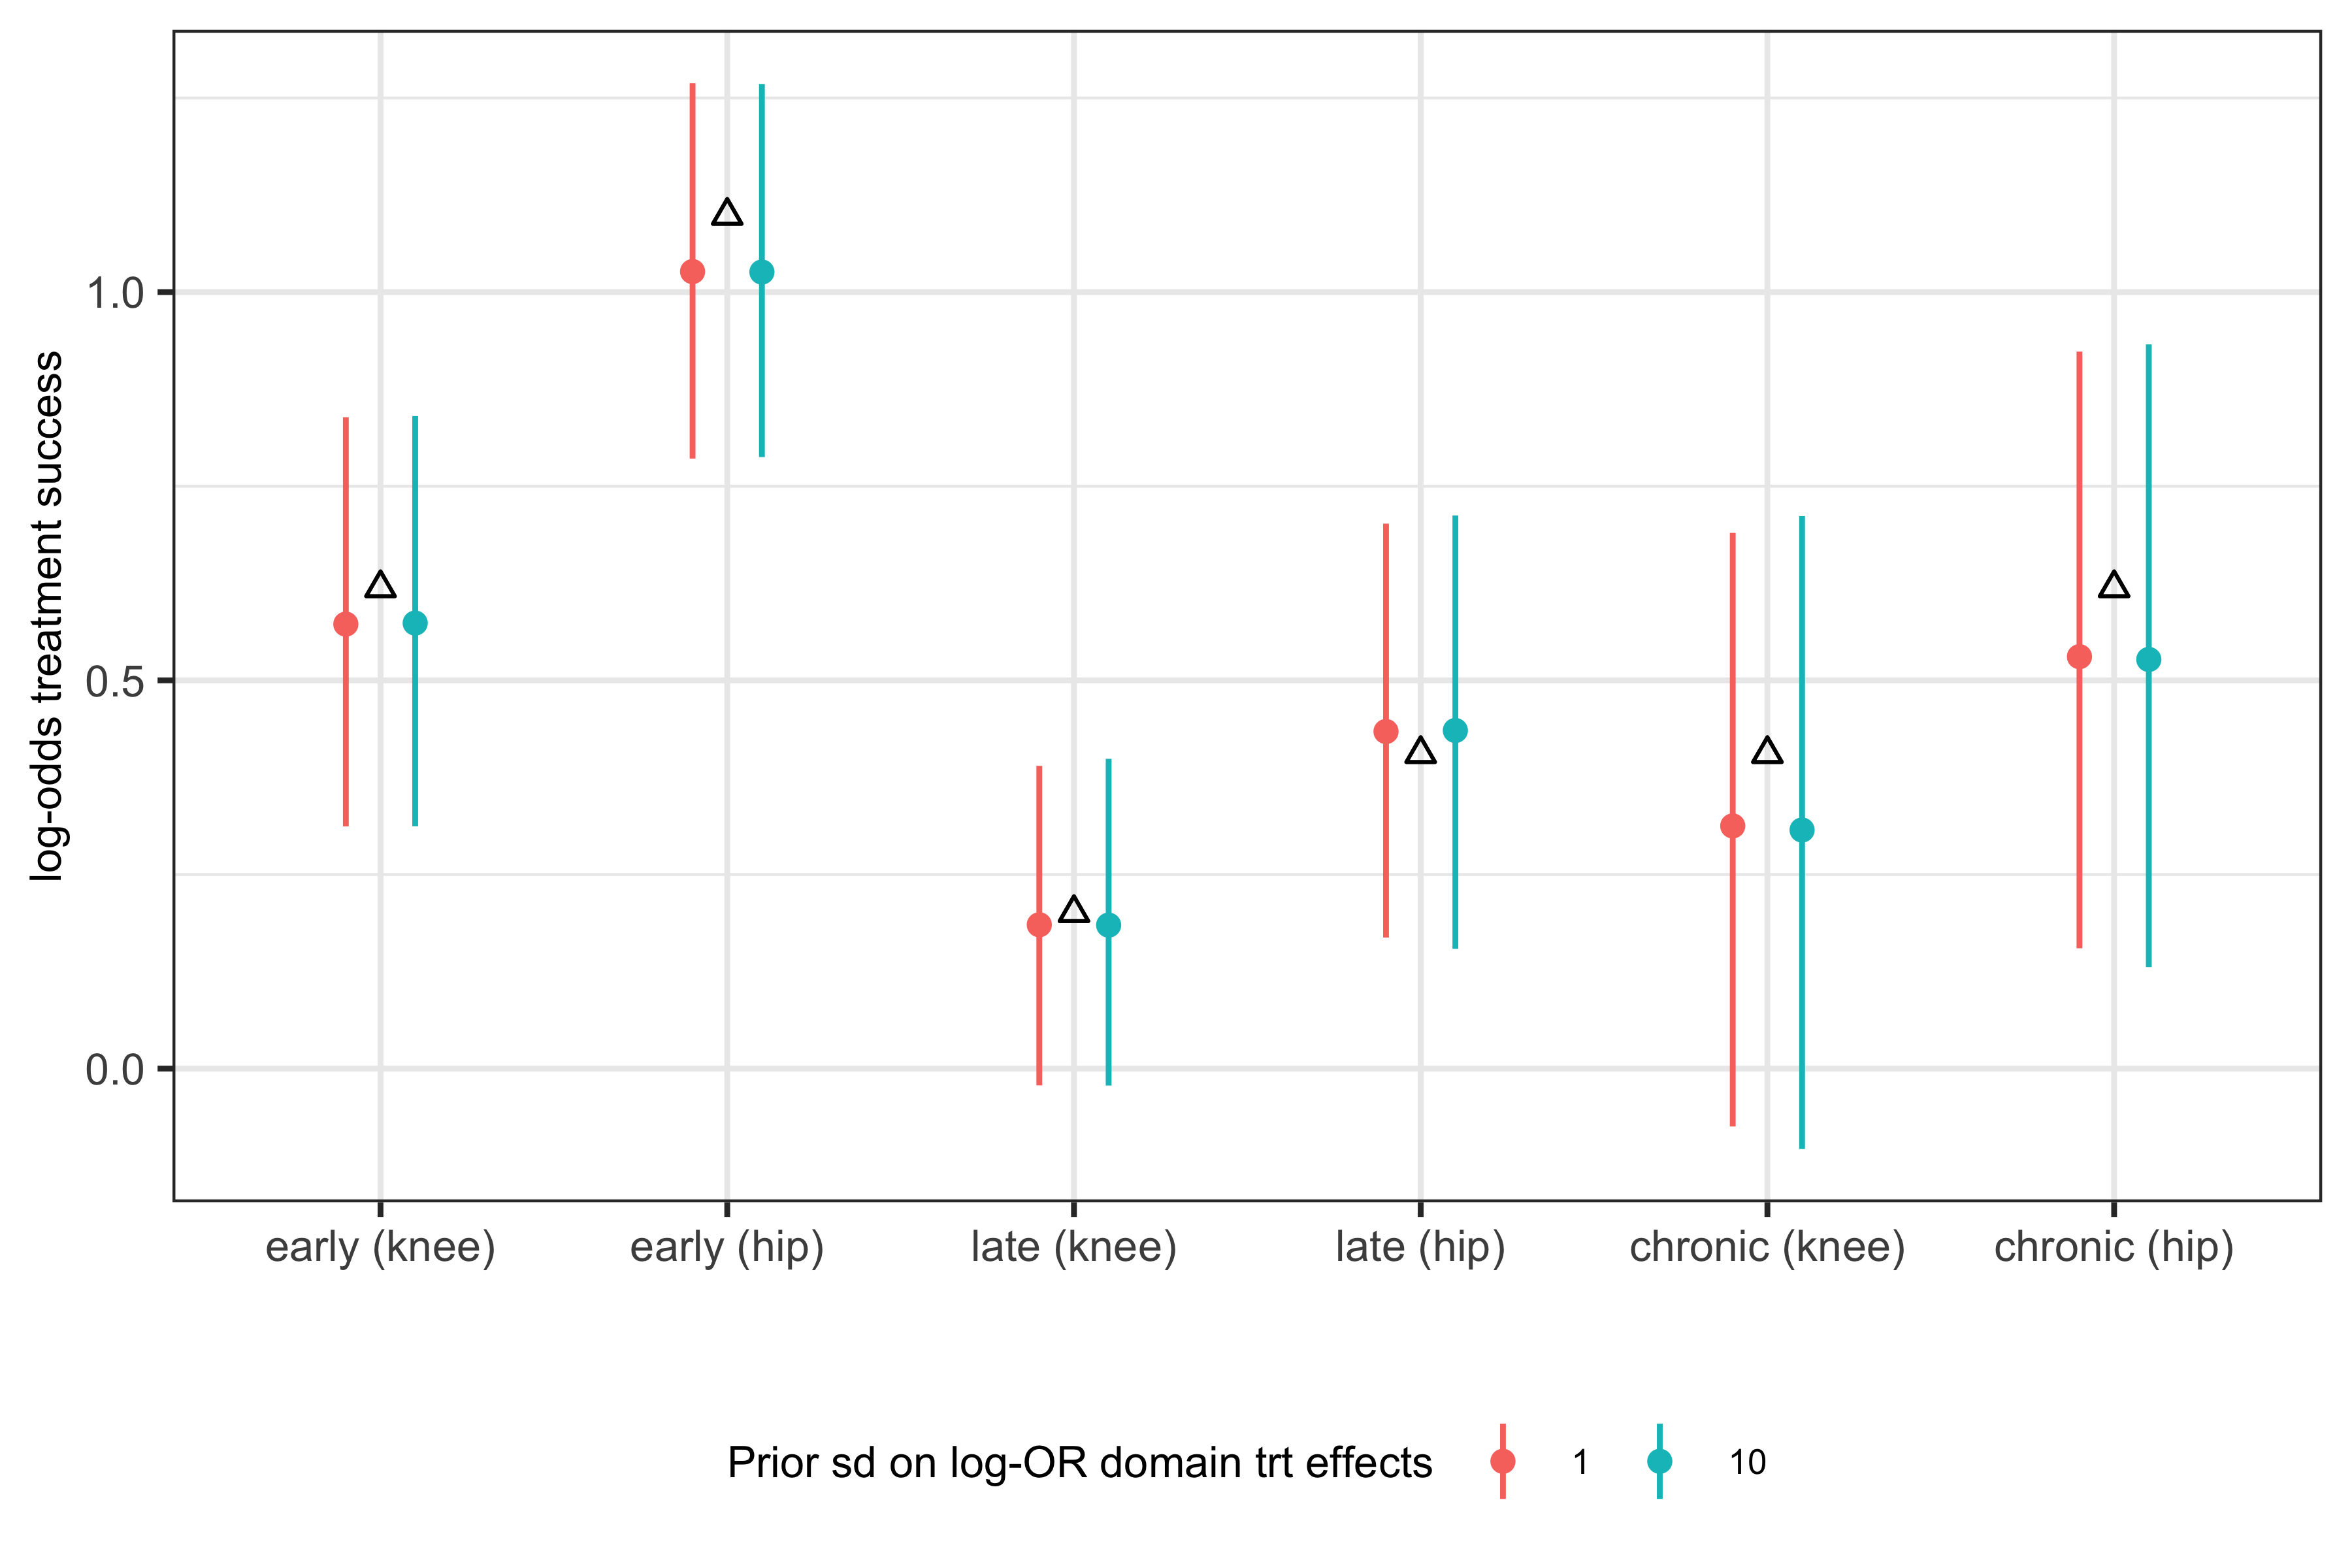 log-odds treatment success
1.0
0.5
0.0
early (knee) early (hip) late (knee) late (hip) chronic (knee) chronic (hip)
Prior sd on log-OR domain trt effects 1 10